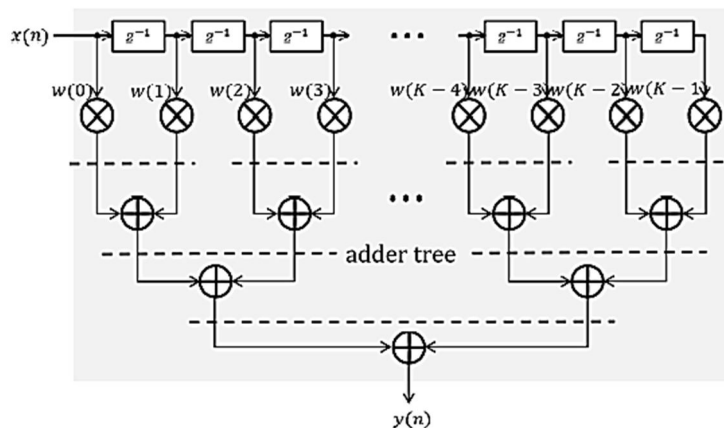 x(n) z⁻¹ z⁻¹ z⁻¹ ... z⁻¹ z⁻¹ z⁻¹
w(0) w(1) w(2) w(3) w(K − 4) w(K − 3) w(K − 2) w(K − 1)
...
adder tree
y(n)